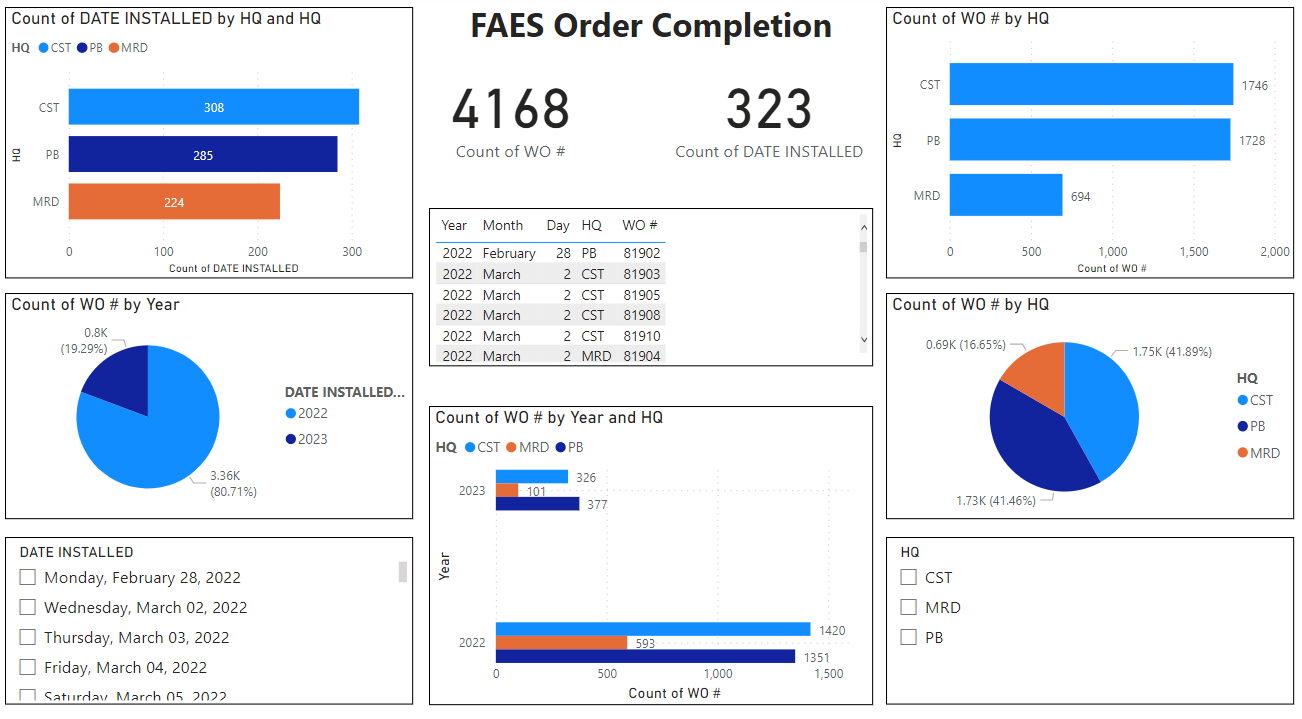 Count of DATE INSTALLED by HQ and HQ
HQ CST PB MRD
HQ
CST 308
PB 285
MRD 224
0 100 200 300
Count of DATE INSTALLED
FAES Order Completion
4168
Count of WO #
323
Count of DATE INSTALLED
Count of WO # by HQ
HQ
CST 1746
PB 1728
MRD 694
0 500 1,000 1,500 2,000
Count of WO #
Year Month Day HQ WO #
2022 February 28 PB 81902
2022 March 2 CST 81903
2022 March 2 CST 81905
2022 March 2 CST 81908
2022 March 2 CST 81910
2022 March 2 MRD 81904
Count of WO # by Year
0.8K
(19.29%)
3.36K
(80.71%)
DATE INSTALLED...
2022
2023
Count of WO # by Year and HQ
HQ CST MRD PB
Year
2023
326
101
377
2022
1420
593
1351
0 500 1,000 1,500
Count of WO #
Count of WO # by HQ
0.69K (16.65%)
1.75K (41.89%)
1.73K (41.46%)
HQ
CST
PB
MRD
DATE INSTALLED
Monday, February 28, 2022
Wednesday, March 02, 2022
Thursday, March 03, 2022
Friday, March 04, 2022
Saturday, March 05, 2022
HQ
CST
MRD
PB